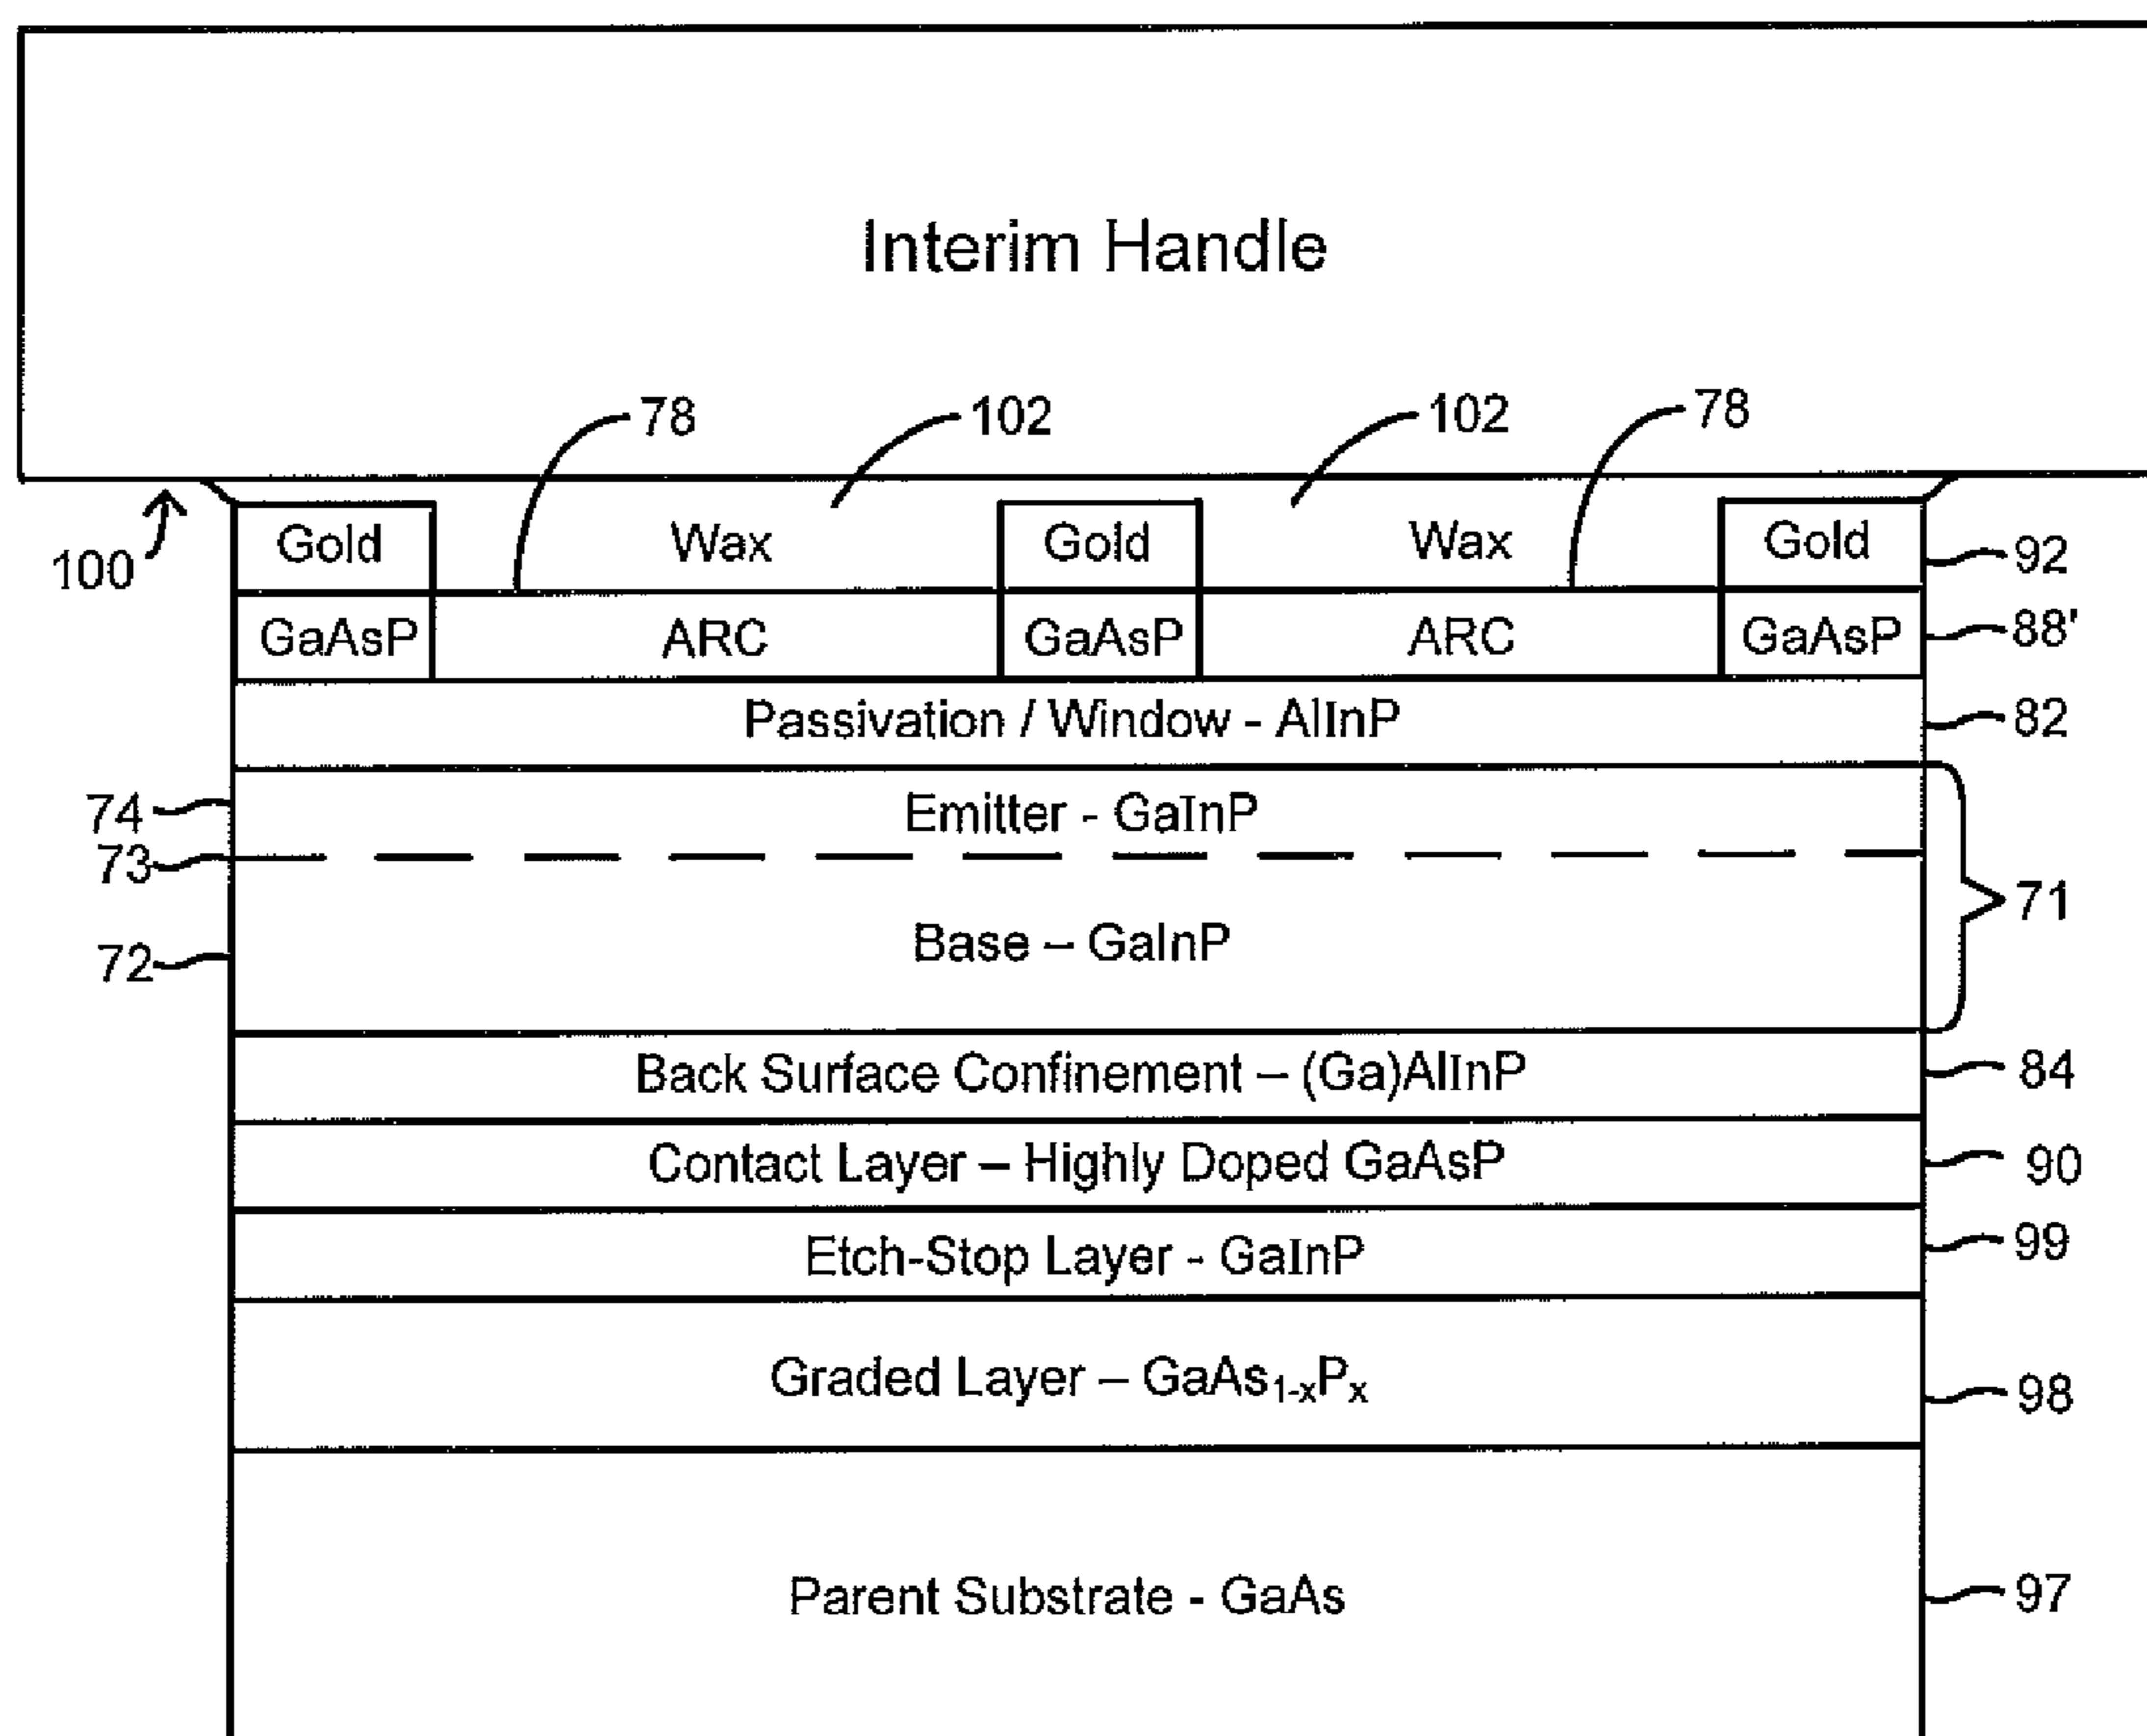 Interim Handle
78 102 102 78
100 Gold Wax Gold Wax Gold 92
GaAsP ARC GaAsP ARC GaAsP 88'
Passivation / Window - AlInP 82
74 Emitter - GaInP
73
71
72 Base – GaInP
Back Surface Confinement – (Ga)AlInP 84
Contact Layer – Highly Doped GaAsP 90
Etch-Stop Layer - GaInP 99
Graded Layer – GaAs₁₋ₓPₓ 98
Parent Substrate - GaAs 97